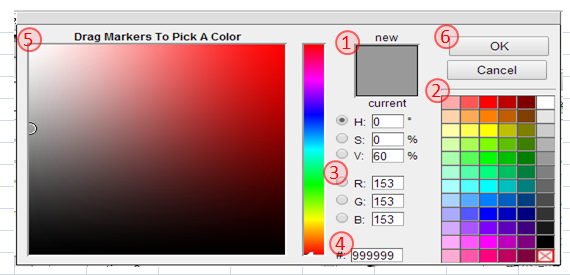 5 Drag Markers To Pick A Color
1 new
current
6 OK
Cancel
2
H: 0 °
S: 0 %
V: 60 %
3
R: 153
G: 153
B: 153
4
#: 999999